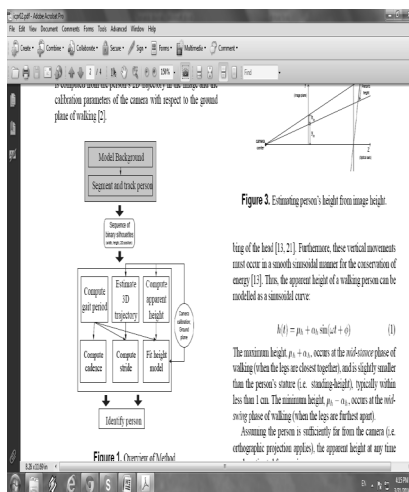 icpr02.pdf - Adobe Acrobat Pro
File Edit View Document Comments Forms Tools Advanced Window Help
Create Combine Collaborate Secure Sign Forms Multimedia Comment
2 / 4
Find
is computed from the person's 2D trajectory in the image and the
calibration parameters of the camera with respect to the ground
plane of walking [2].
Model Background
Segment and track person
Sequence of
binary silhouettes
Compute
gait period
Estimate
3D
trajectory
Compute
apparent
height
Camera
calibration,
Ground
plane
Compute
cadence
Compute
stride
Fit height
model
Identify person
Figure 1. Overview of Method
camera
center
Figure 3. Estimating person's height from image height.
bing of the head [13, 21]. Furthermore, these vertical movements
must occur in a smooth sinusoidal manner for the conservation of
energy [13]. Thus, the apparent height of a walking person can be
modelled as a sinusoidal curve:
h(t) = μₕ + αₕ sin(ωt + φ) (1)
The maximum height, μₕ + αₕ, occurs at the mid-stance phase of
walking (when the legs are closest together), and is slightly smaller
than the person's stature (i.e. standing-height), typically within
less than 1 cm. The minimum height, μₕ − αₕ, occurs at the mid-
swing phase of walking (when the legs are furthest apart).
Assuming the person is sufficiently far from the camera (i.e.
orthographic projection applies), the apparent height at any time
EN